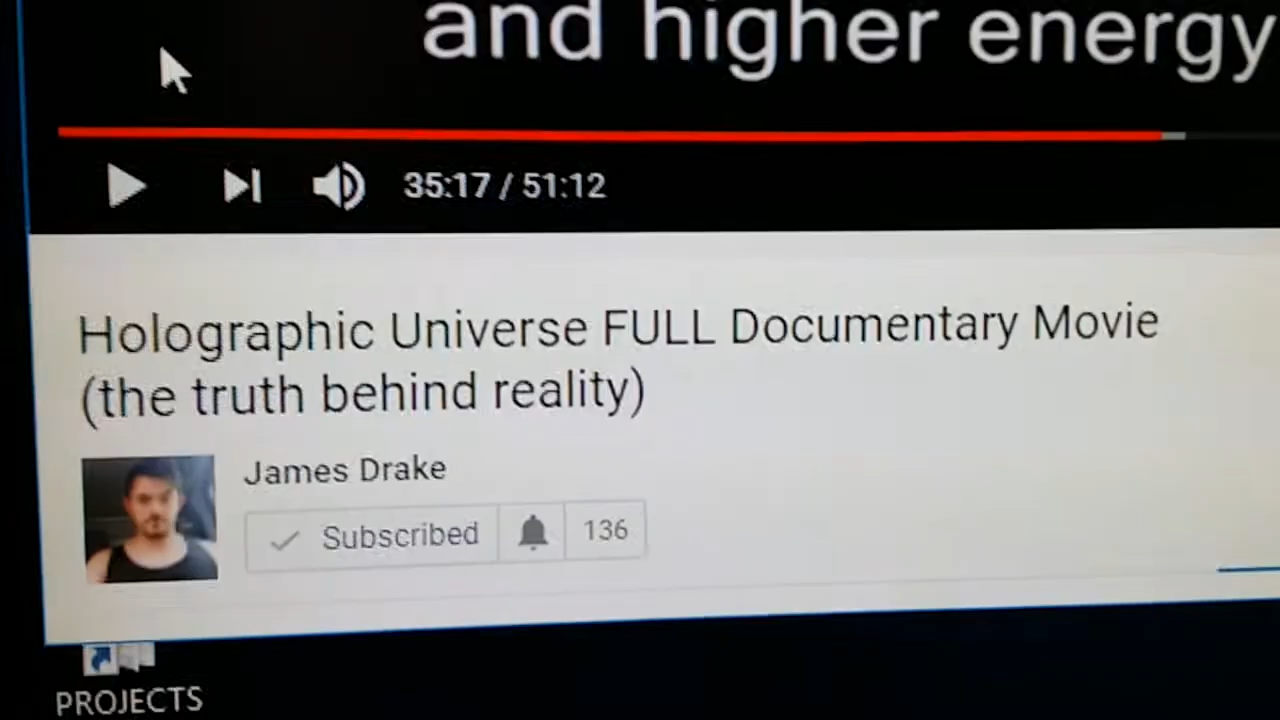 and higher energy
35:17 / 51:12
Holographic Universe FULL Documentary Movie
(the truth behind reality)
James Drake
Subscribed
136
PROJECTS